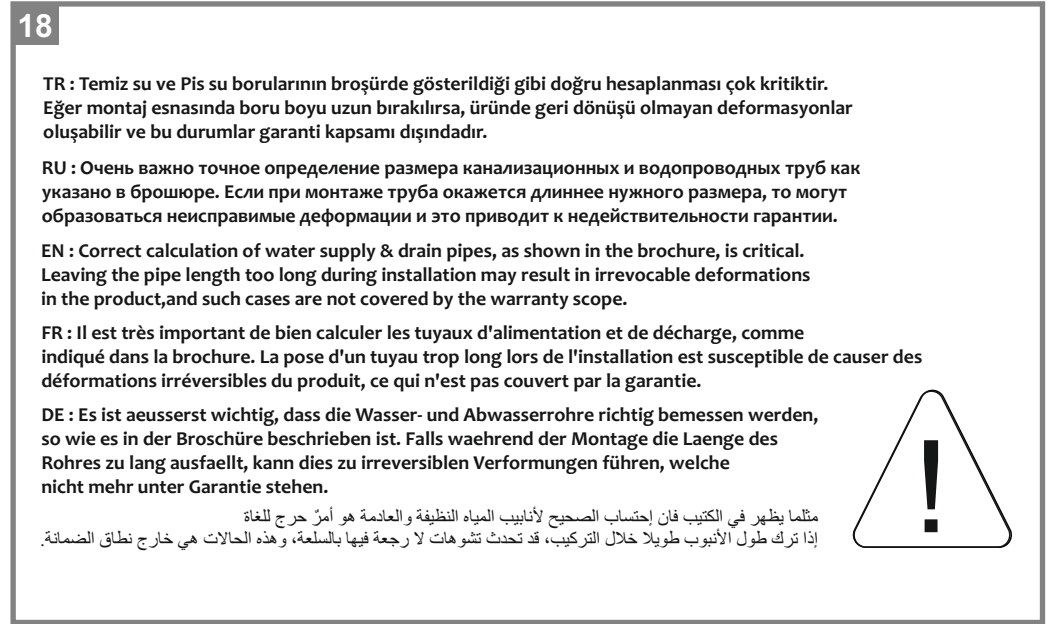 18
TR : Temiz su ve Pis su borularının broşürde gösterildiği gibi doğru hesaplanması çok kritiktir.
Eğer montaj esnasında boru boyu uzun bırakılırsa, üründe geri dönüşü olmayan deformasyonlar
oluşabilir ve bu durumlar garanti kapsamı dışındadır.
RU : Очень важно точное определение размера канализационных и водопроводных труб как
указано в брошюре. Если при монтаже труба окажется длиннее нужного размера, то могут
образоваться неисправимые деформации и это приводит к недействительности гарантии.
EN : Correct calculation of water supply & drain pipes, as shown in the brochure, is critical.
Leaving the pipe length too long during installation may result in irrevocable deformations
in the product,and such cases are not covered by the warranty scope.
FR : Il est très important de bien calculer les tuyaux d'alimentation et de décharge, comme
indiqué dans la brochure. La pose d'un tuyau trop long lors de l'installation est susceptible de causer des
déformations irréversibles du produit, ce qui n'est pas couvert par la garantie.
DE : Es ist aeusserst wichtig, dass die Wasser- und Abwasserrohre richtig bemessen werden,
so wie es in der Broschüre beschrieben ist. Falls waehrend der Montage die Laenge des
Rohres zu lang ausfaellt, kann dies zu irreversiblen Verformungen führen, welche
nicht mehr unter Garantie stehen.
مثلما يظهر في الكتيب فان إحتساب الصحيح لأنابيب المياه النظيفة والعادمة هو أمرٌ حرج للغاة
إذا ترك طول الأنبوب طويلا خلال التركيب، قد تحدث تشوهات لا رجعة فيها بالسلعة، وهذه الحالات هي خارج نطاق الضمانة.
!